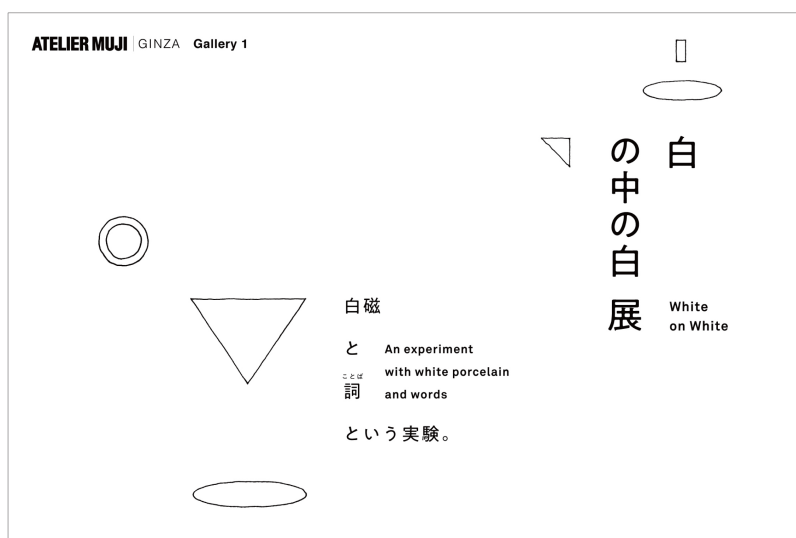 ATELIER MUJI GINZA Gallery 1
白
の中の白 展
White
on White
白磁
と
ことば
詞
という実験。
An experiment
with white porcelain
and words